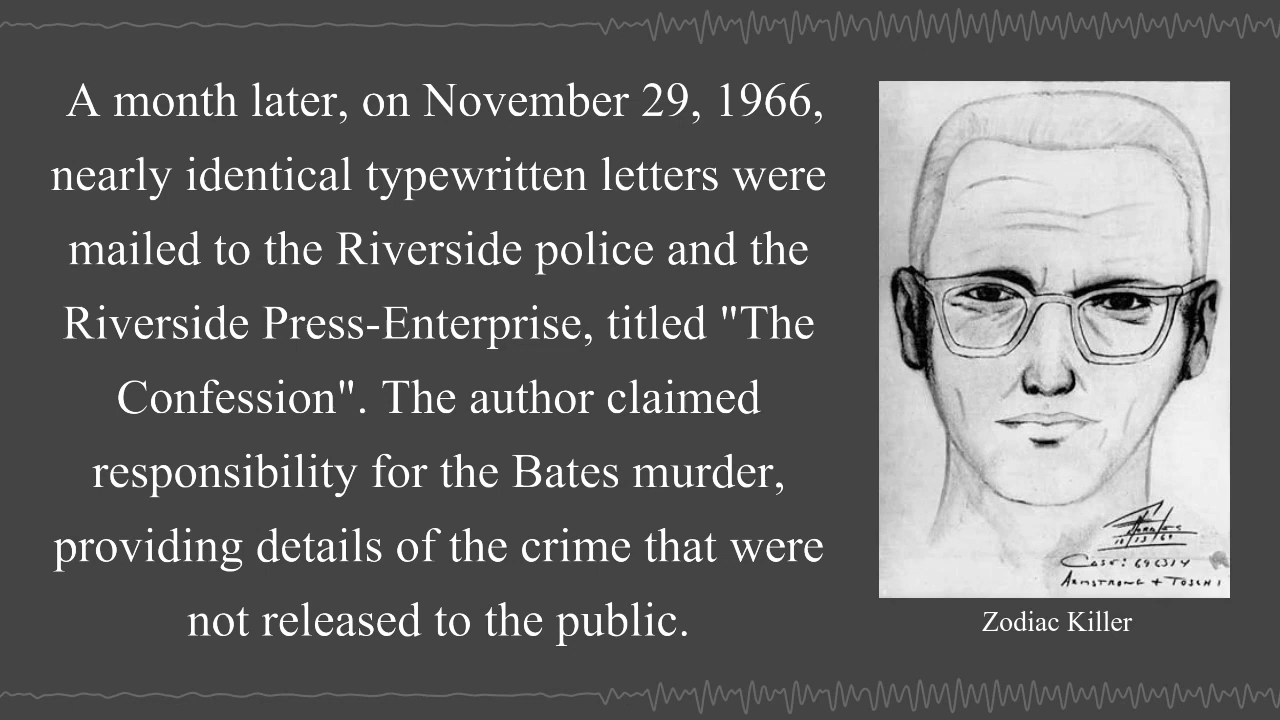 A month later, on November 29, 1966,
nearly identical typewritten letters were
mailed to the Riverside police and the
Riverside Press-Enterprise, titled "The
Confession". The author claimed
responsibility for the Bates murder,
providing details of the crime that were
not released to the public.
Case: 696314
ARMSTRONG + TOSCHI
Zodiac Killer